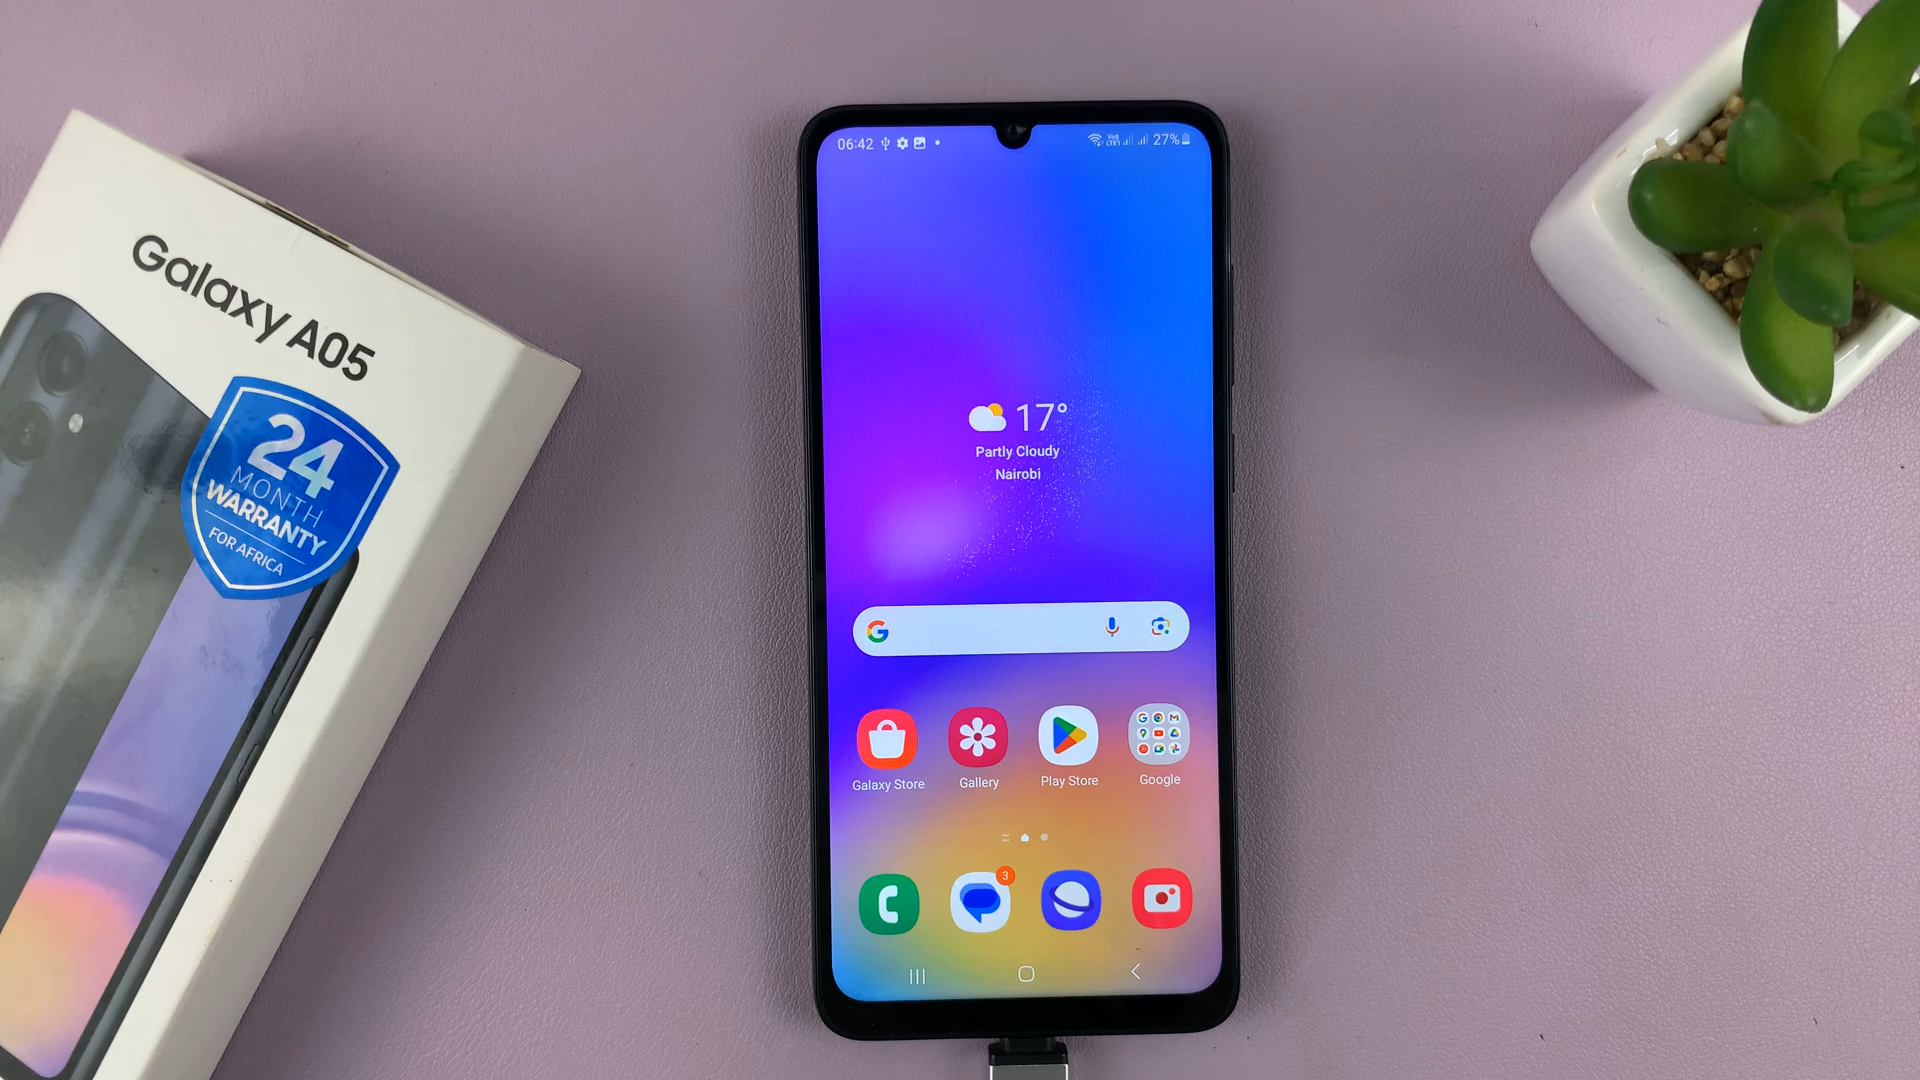 Galaxy A05
24
MONTH
WARRANTY
FOR AFRICA
06:42
27%
17°
Partly Cloudy
Nairobi
Galaxy Store
Gallery
Play Store
Google
3